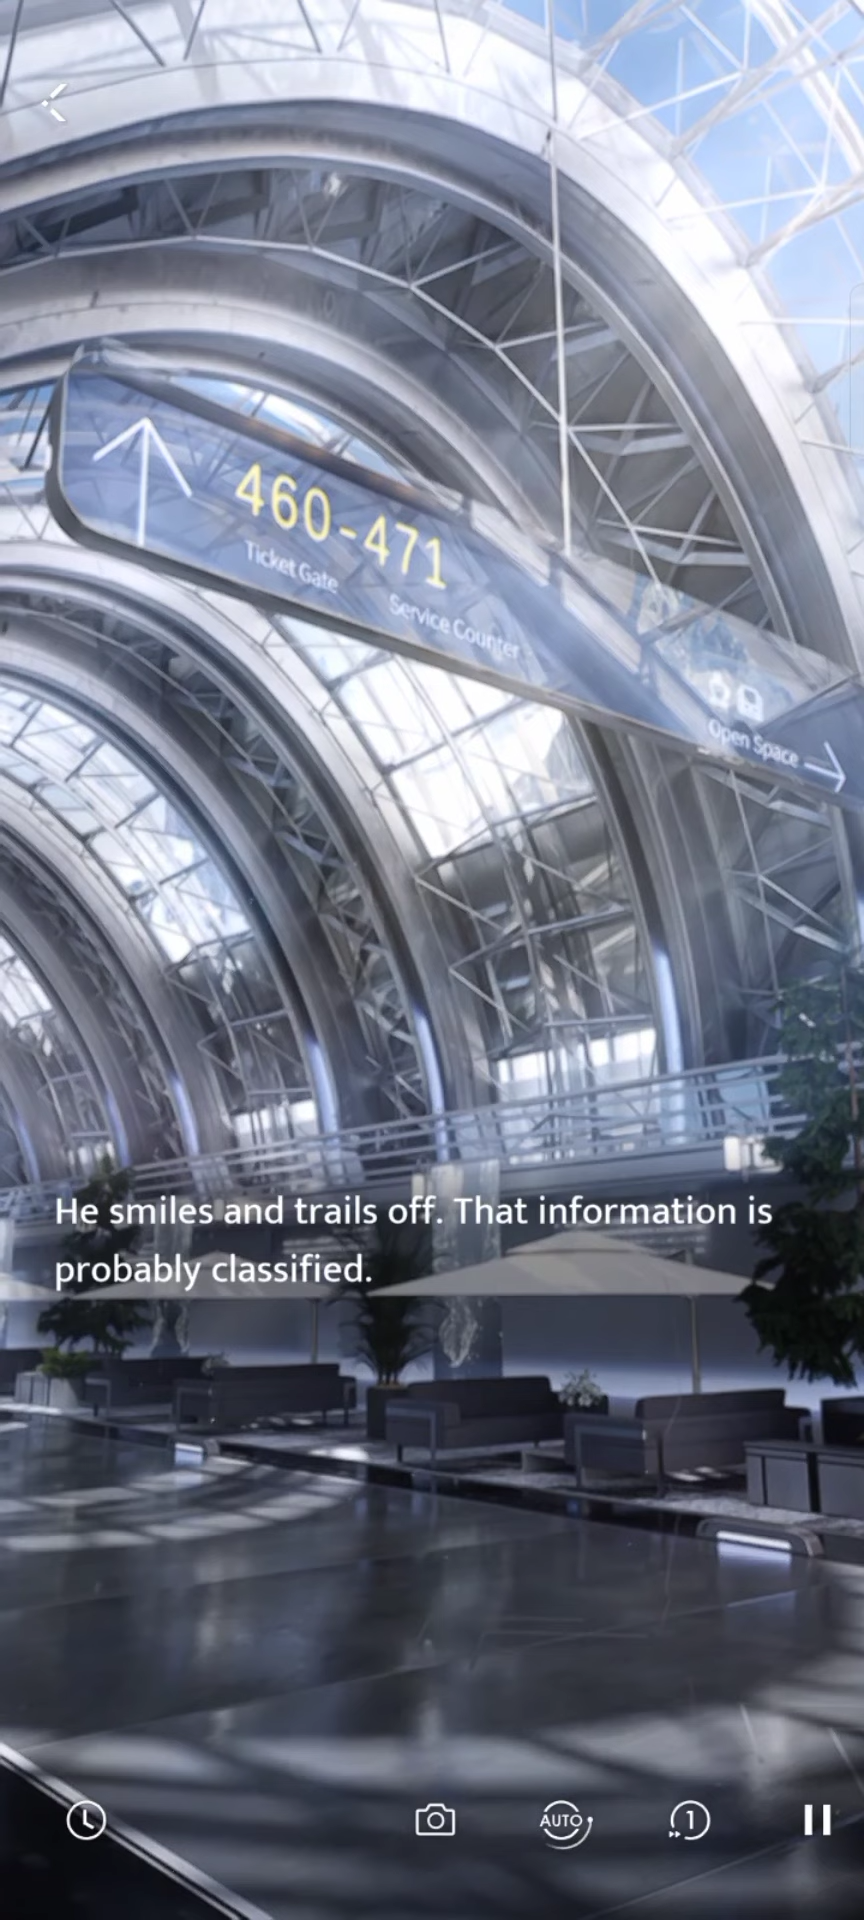 460-471
Ticket Gate
Service Counter
Open Space
He smiles and trails off. That information is
probably classified.
AUTO
1